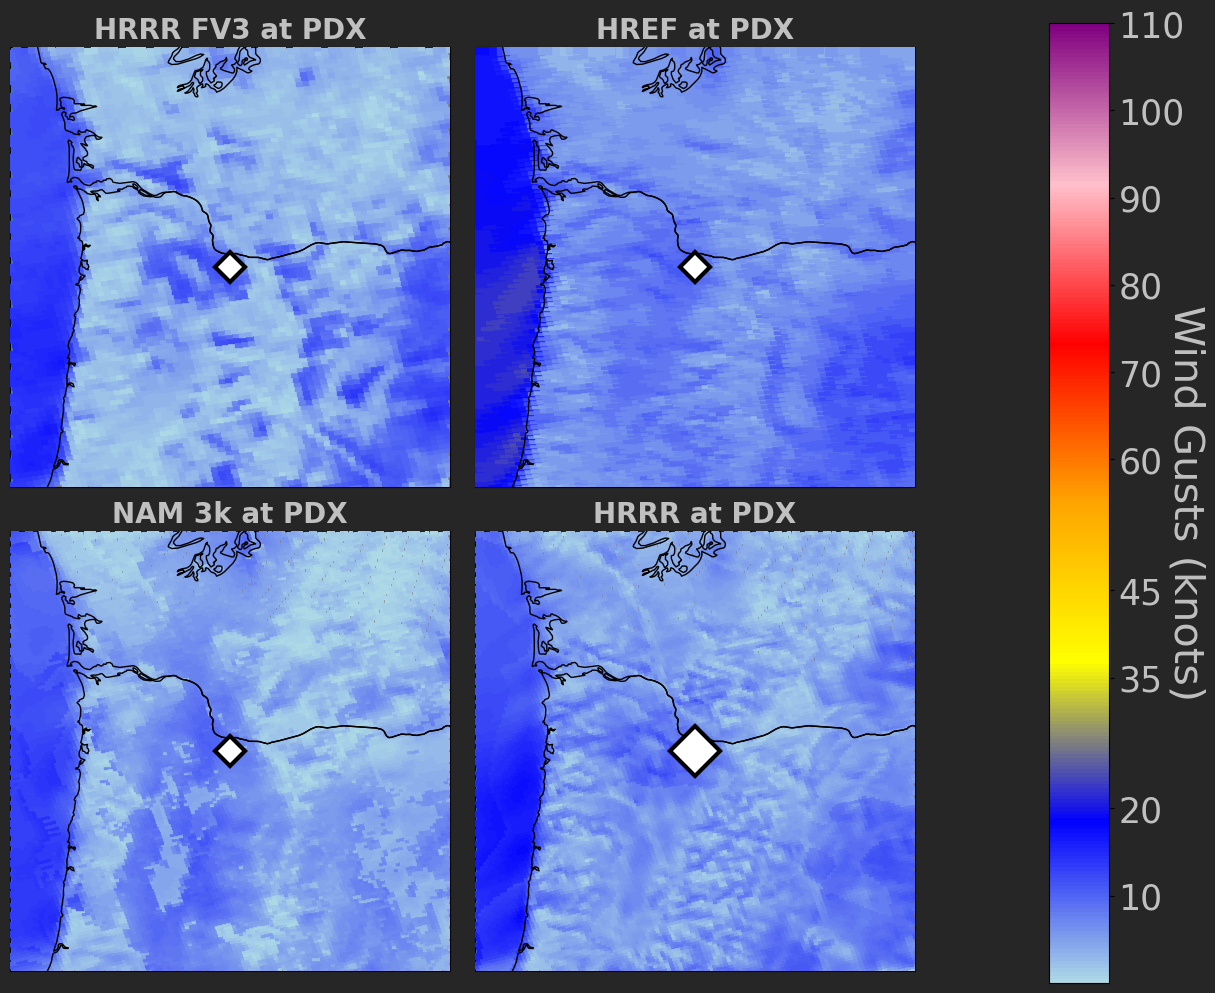 HRRR FV3 at PDX
HREF at PDX
NAM 3k at PDX
HRRR at PDX
110
100
90
80
70
60
45
35
20
10
Wind Gusts (knots)